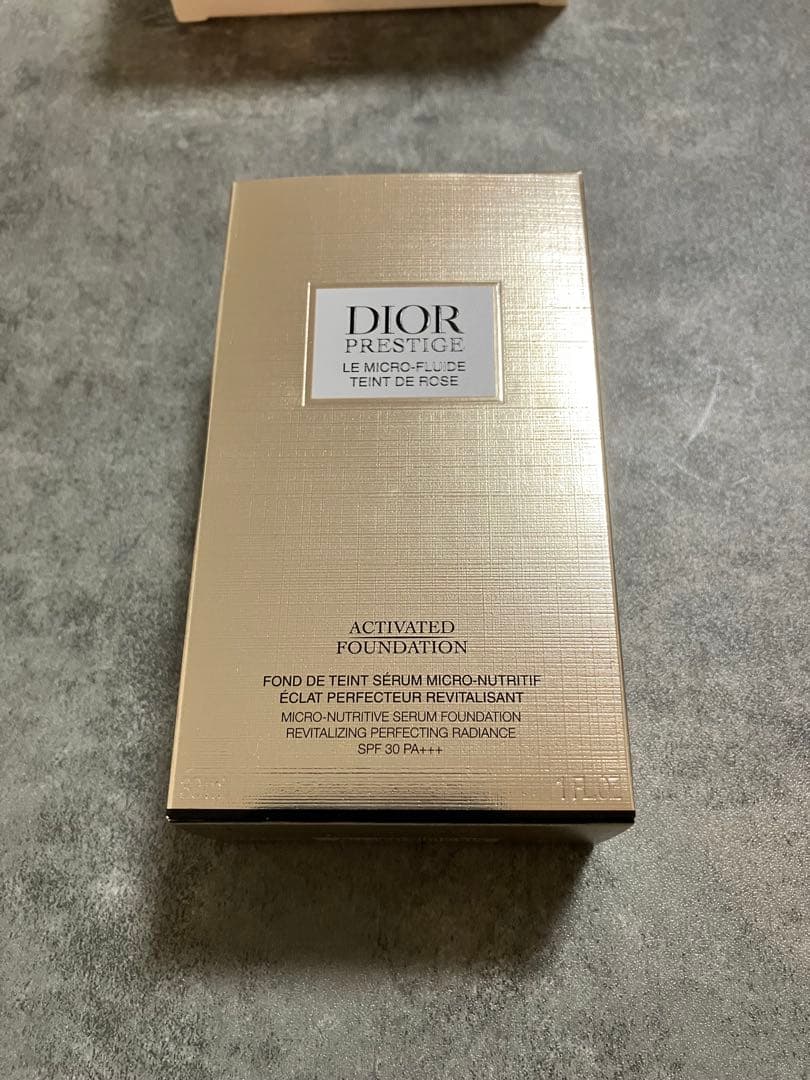 DIOR
PRESTIGE
LE MICRO-FLUIDE
TEINT DE ROSE
ACTIVATED
FOUNDATION
FOND DE TEINT SÉRUM MICRO-NUTRITIF
ÉCLAT PERFECTEUR REVITALISANT
MICRO-NUTRITIVE SERUM FOUNDATION
REVITALIZING PERFECTING RADIANCE
SPF 30 PA+++
1 FL.OZ